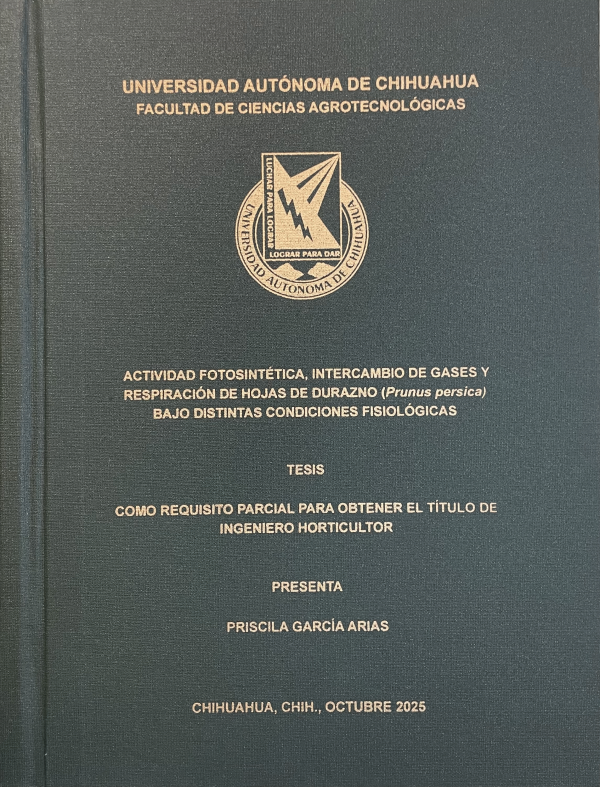 UNIVERSIDAD AUTÓNOMA DE CHIHUAHUA
FACULTAD DE CIENCIAS AGROTECNOLÓGICAS
LUCHAR PARA LOGRAR
LOGRAR PARA DAR
UNIVERSIDAD AUTONOMA DE CHIHUAHUA
ACTIVIDAD FOTOSINTÉTICA, INTERCAMBIO DE GASES Y
RESPIRACIÓN DE HOJAS DE DURAZNO (Prunus persica)
BAJO DISTINTAS CONDICIONES FISIOLÓGICAS
TESIS
COMO REQUISITO PARCIAL PARA OBTENER EL TÍTULO DE
INGENIERO HORTICULTOR
PRESENTA
PRISCILA GARCÍA ARIAS
CHIHUAHUA, CHIH., OCTUBRE 2025